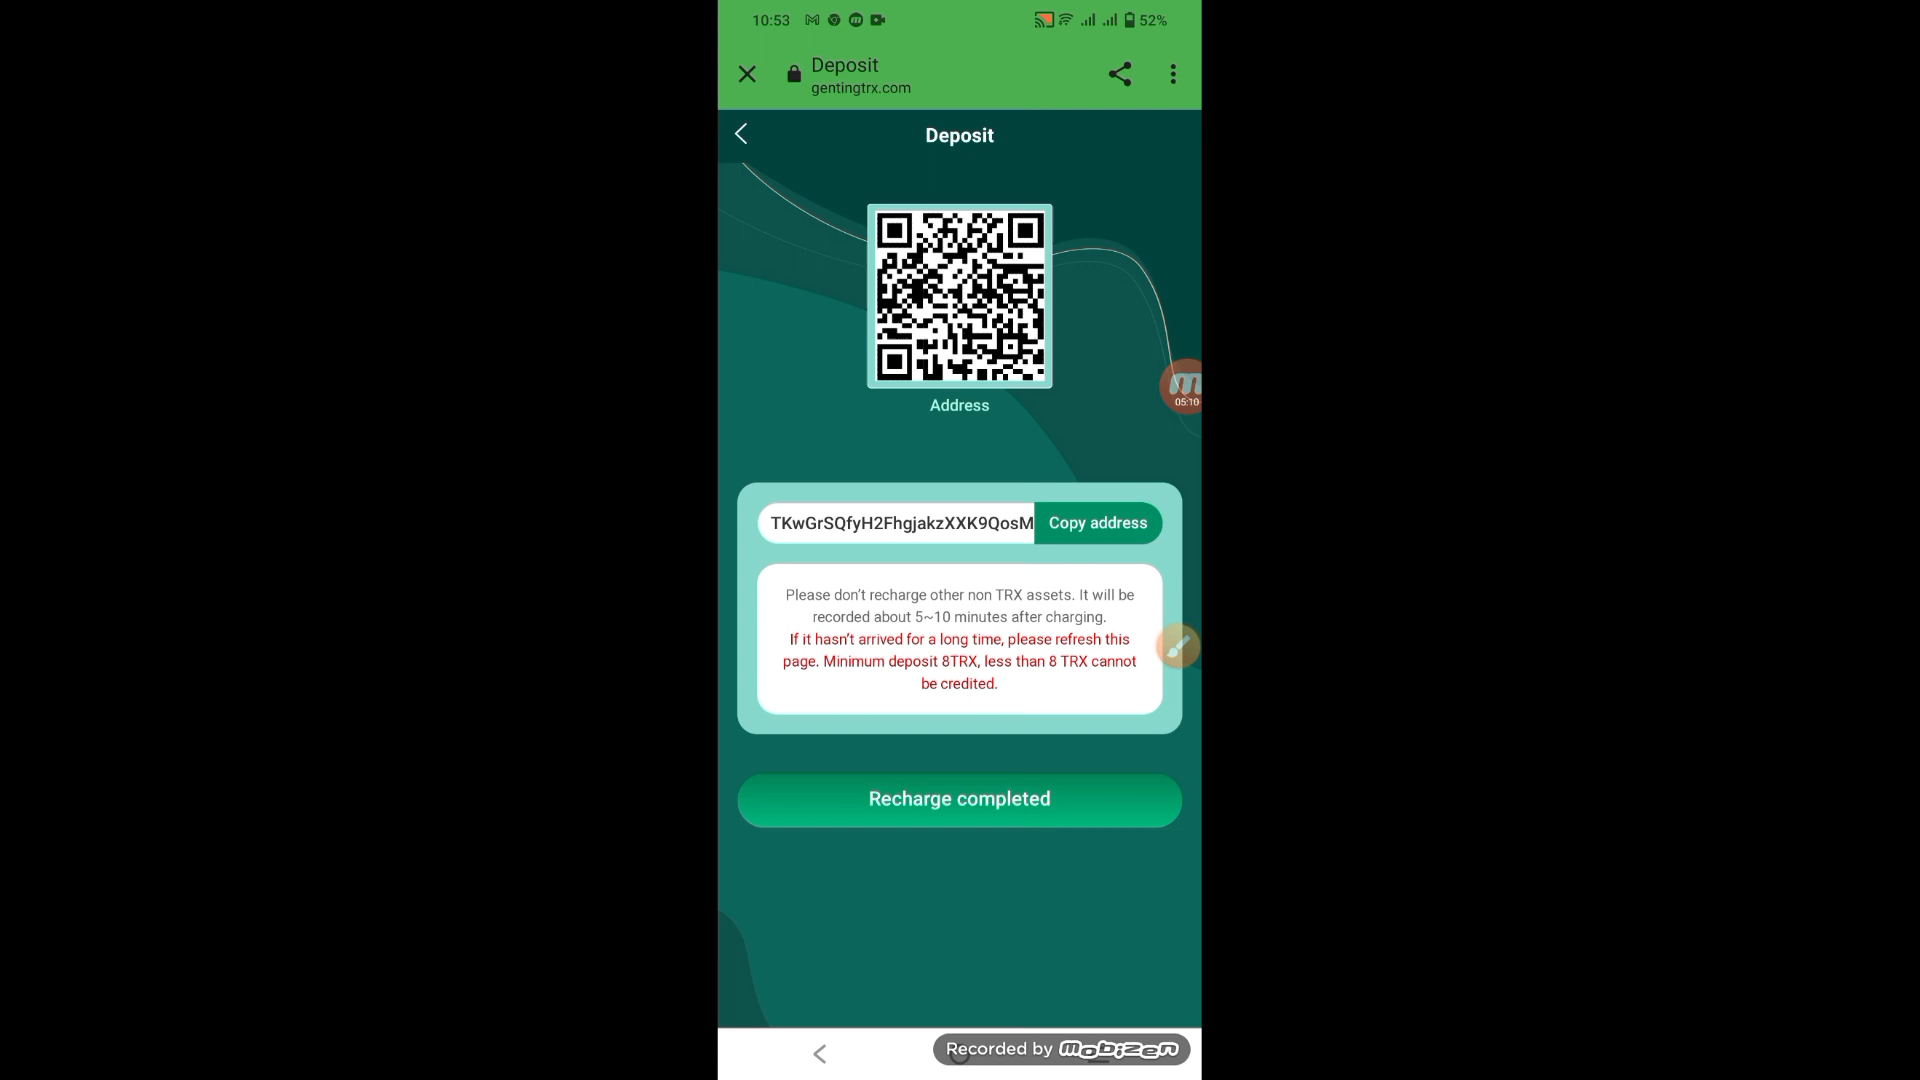 10:53
52%
Deposit
gentingtrx.com
Deposit
Address
05:10
TKwGrSQfyH2FhgjakzXXK9QosM
Copy address
Please don't recharge other non TRX assets. It will be
recorded about 5~10 minutes after charging.
If it hasn't arrived for a long time, please refresh this
page. Minimum deposit 8TRX, less than 8 TRX cannot
be credited.
Recharge completed
Recorded by mobizen